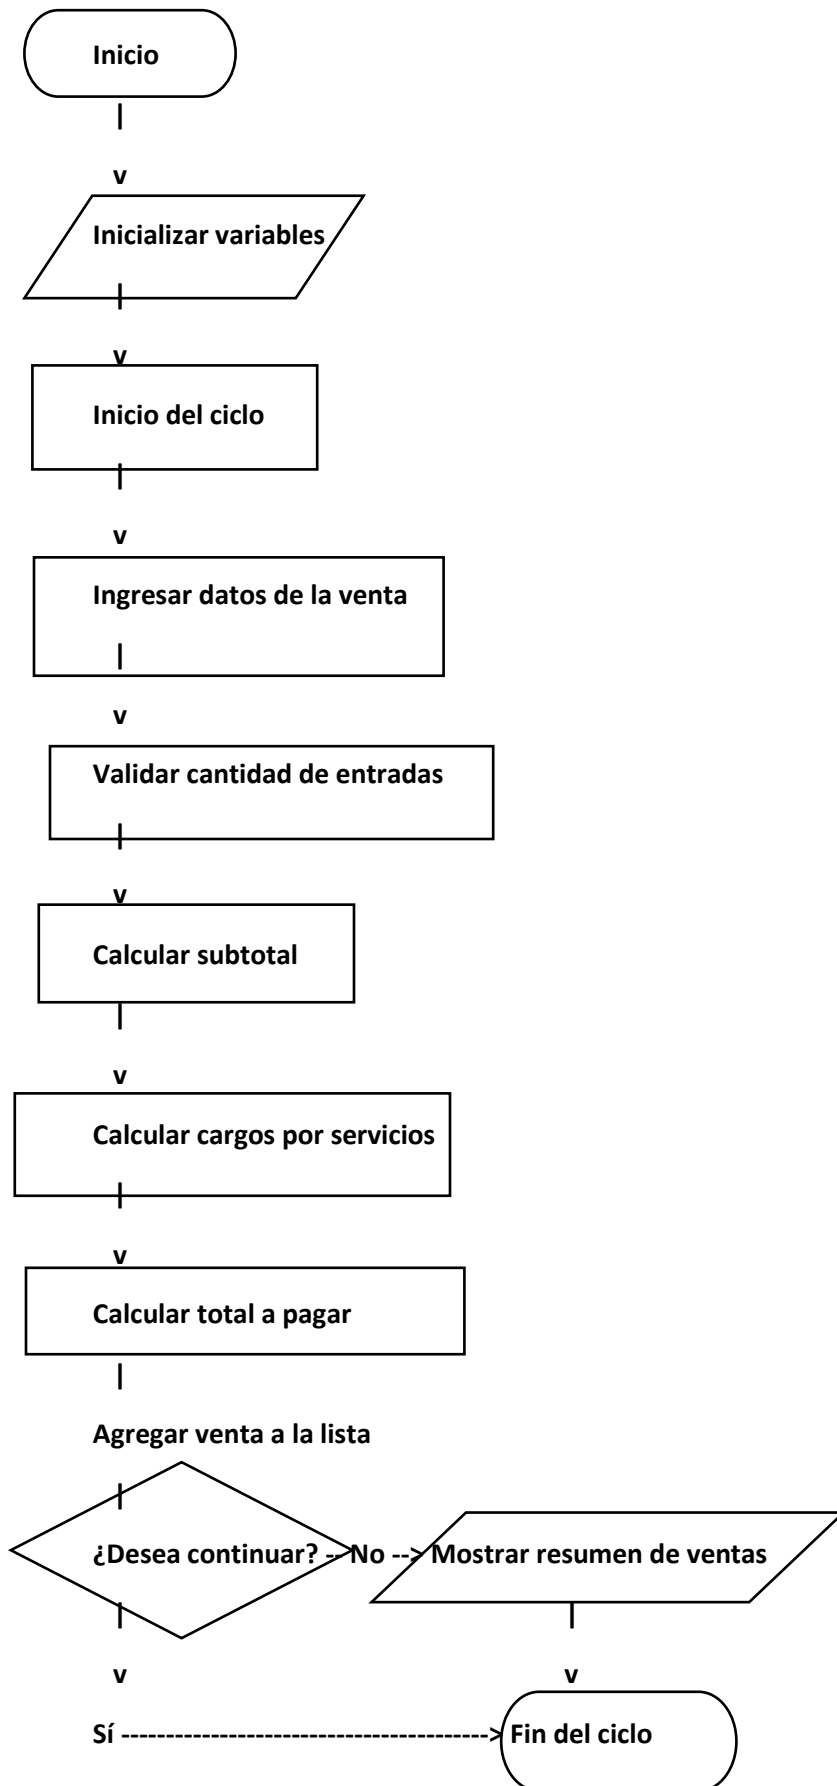 Inicio
|
v
Inicializar variables
|
v
Inicio del ciclo
|
v
Ingresar datos de la venta
|
v
Validar cantidad de entradas
|
v
Calcular subtotal
|
v
Calcular cargos por servicios
|
v
Calcular total a pagar
|
Agregar venta a la lista
|
¿Desea continuar? -- No --> Mostrar resumen de ventas
| |
v v
Sí -----------------------------------------> Fin del ciclo